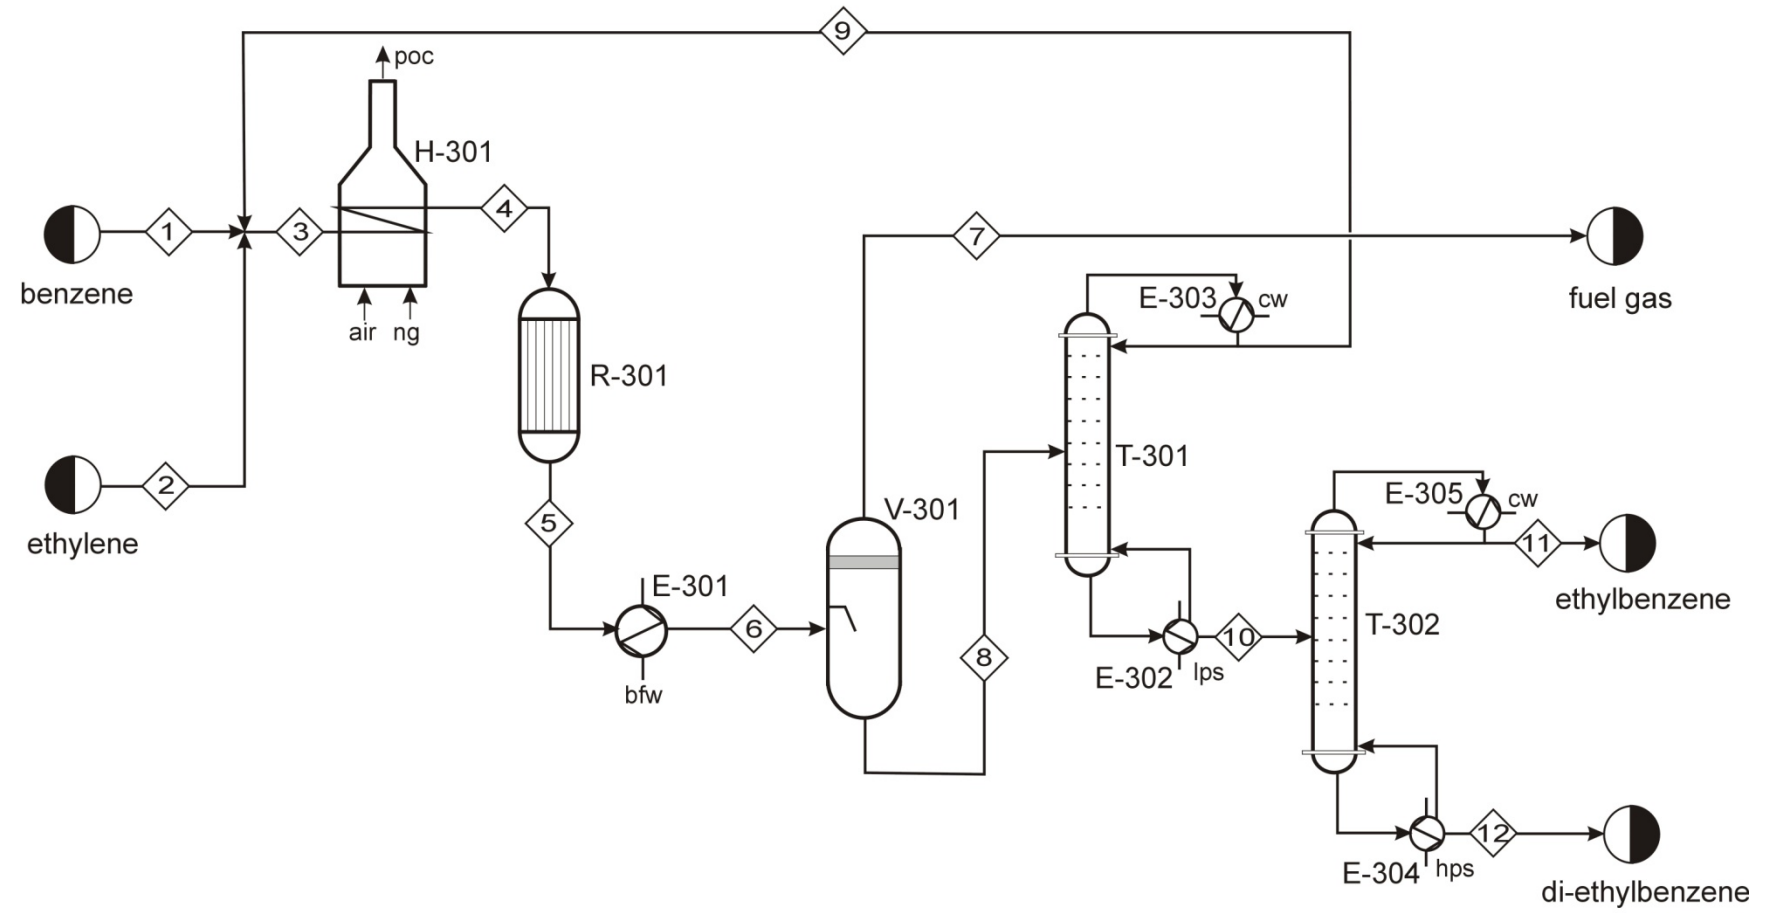 9
poc
H-301
4
1
3
7
benzene
fuel gas
E-303
cw
air
ng
R-301
T-301
2
E-305
cw
V-301
5
11
ethylene
E-301
ethylbenzene
6
T-302
10
8
E-302
lps
bfw
12
E-304
hps
di-ethylbenzene